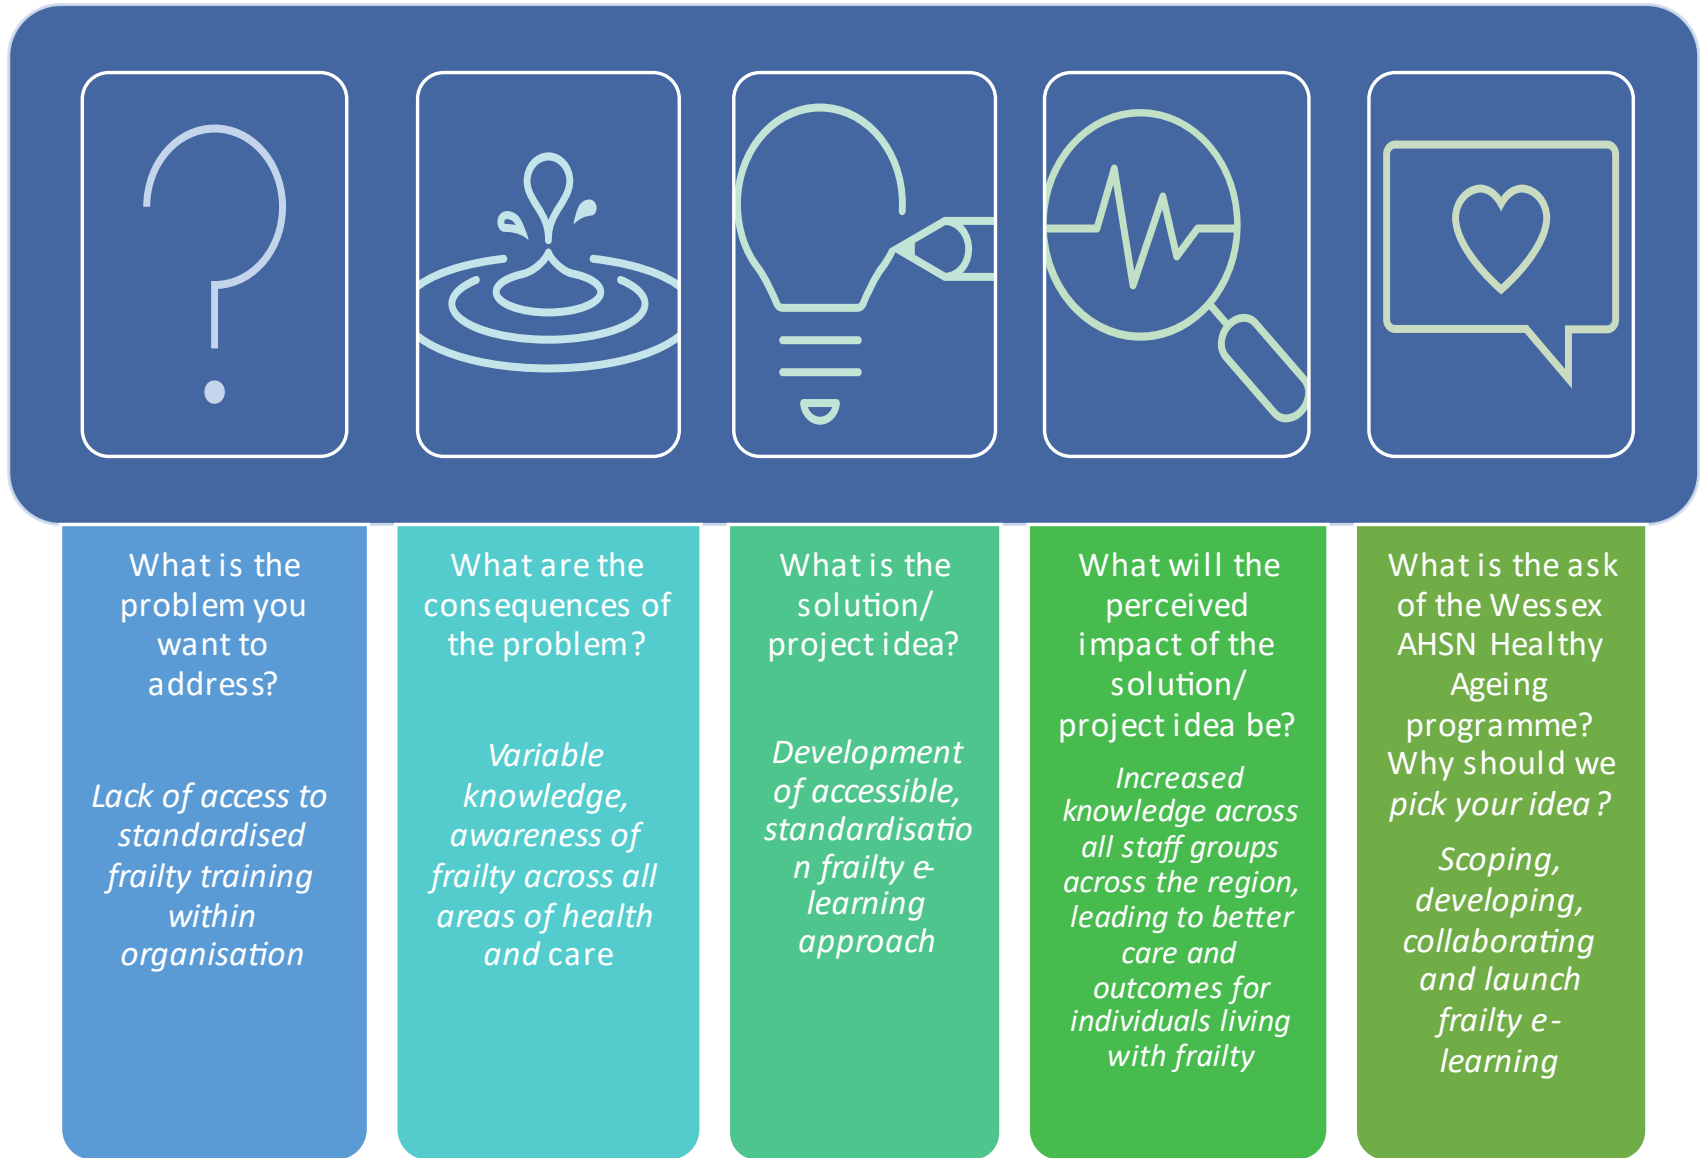 What is the
problem you
want to
address?
Lack of access to
standardised
frailty training
within
organisation
What are the
consequences of
the problem?
Variable
knowledge,
awareness of
frailty across all
areas of health
and care
What is the
solution/
project idea?
Development
of accessible,
standardisatio
n frailty e-
learning
approach
What will the
perceived
impact of the
solution/
project idea be?
Increased
knowledge across
all staff groups
across the region,
leading to better
care and
outcomes for
individuals living
with frailty
What is the ask
of the Wessex
AHSN Healthy
Ageing
programme?
Why should we
pick your idea?
Scoping,
developing,
collaborating
and launch
frailty e-
learning